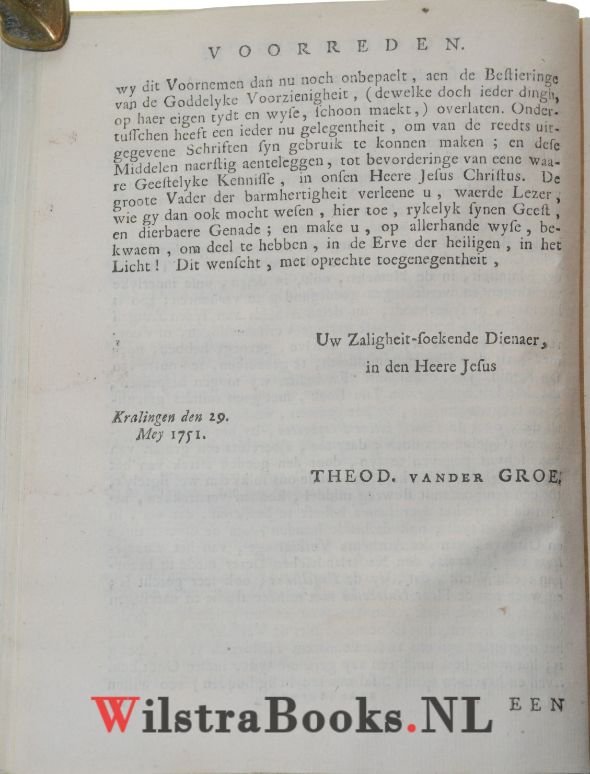 VOORREDEN.
wy dit Voornemen dan nu noch onbepaelt, aen de Beſtieringe
van de Goddelyke Voorzienigheit, (dewelke doch ieder dingh,
op haer eigen tydt en wyſe, ſchoon maekt,) overlaten. Onder-
tuſſchen heeft een ieder nu gelegentheit, om van de reedts uit-
gegevene Schriften ſyn gebruik te konnen maken; en deſe
Middelen naerſtig aenteleggen, tot bevorderinge van eene waa-
re Geeſtelyke Kenniſſe, in onſen Heere Jeſus Chriſtus. De
groote Vader der barmhertigheit verleene u, waerde Lezer,
wie gy dan ook mocht weſen, hier toe, rykelyk ſynen Geeſt,
en dierbaere Genade; en make u, op allerhande wyſe, be-
kwaem, om deel te hebben, in de Erve der heiligen, in het
Licht! Dit wenſcht, met oprechte toegenegentheit,
Uw Zaligheit-ſoekende Dienaer,
in den Heere Jeſus
Kralingen den 29.
Mey 1751.
THEOD. VANDER GROE.
EEN
WilstraBooks.NL